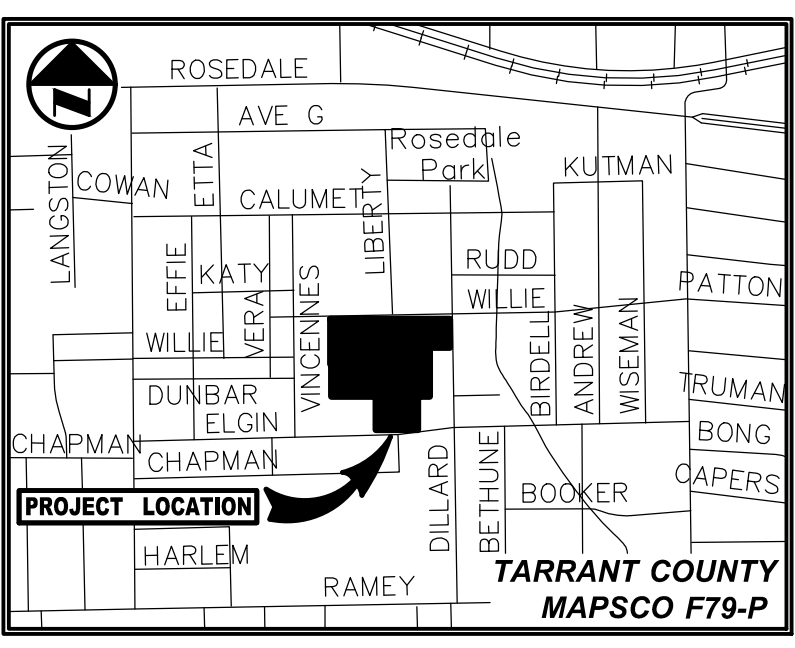 N
ROSEDALE
AVE G
Rosedale
Park
KUTMAN
LANGSTON
COWAN
ETTA
CALUMET
LIBERTY
EFFIE
KATY
VERA
VINCENNES
RUDD
WILLIE
PATTON
WILLIE
BIRDELL
ANDREW
WISEMAN
DUNBAR
ELGIN
TRUMAN
CHAPMAN
CHAPMAN
BONG
CAPERS
PROJECT LOCATION
DILLARD
BETHUNE
BOOKER
HARLEM
RAMEY
TARRANT COUNTY
MAPSCO F79-P